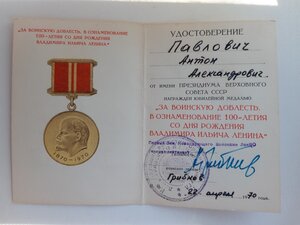 „ЗА ВОИНСКУЮ ДОБЛЕСТЬ.
В ОЗНАМЕНОВАНИЕ
100-ЛЕТИЯ
СО ДНЯ РОЖДЕНИЯ
ВЛАДИМИРА ИЛЬИЧА ЛЕНИНА“
1870-1970
УДОСТОВЕРЕНИЕ
Павлович
Антон
Александрович
ОТ ИМЕНИ ПРЕЗИДИУМА ВЕРХОВНОГО
СОВЕТА СССР
НАГРАЖДЕН ЮБИЛЕЙНОЙ МЕДАЛЬЮ
„ЗА ВОИНСКУЮ ДОБЛЕСТЬ.
В ОЗНАМЕНОВАНИЕ 100-ЛЕТИЯ
СО ДНЯ РОЖДЕНИЯ
ВЛАДИМИРА ИЛЬИЧА ЛЕНИНА“
Грибков
22 апреля 1970 года